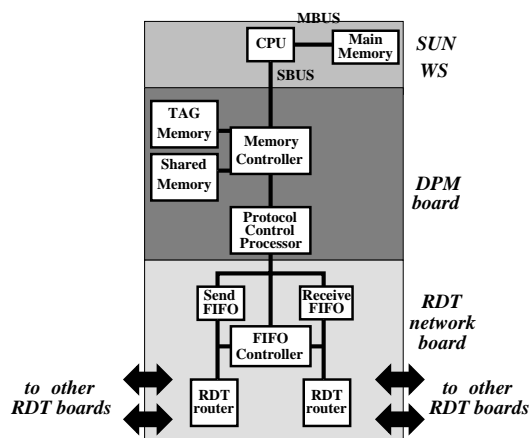 MBUS
CPU
Main
Memory
SUN
WS
SBUS
TAG
Memory
Memory
Controller
Shared
Memory
DPM
board
Protocol
Control
Processor
Send
FIFO
Receive
FIFO
RDT
network
board
FIFO
Controller
to other
RDT boards
RDT
router
RDT
router
to other
RDT boards